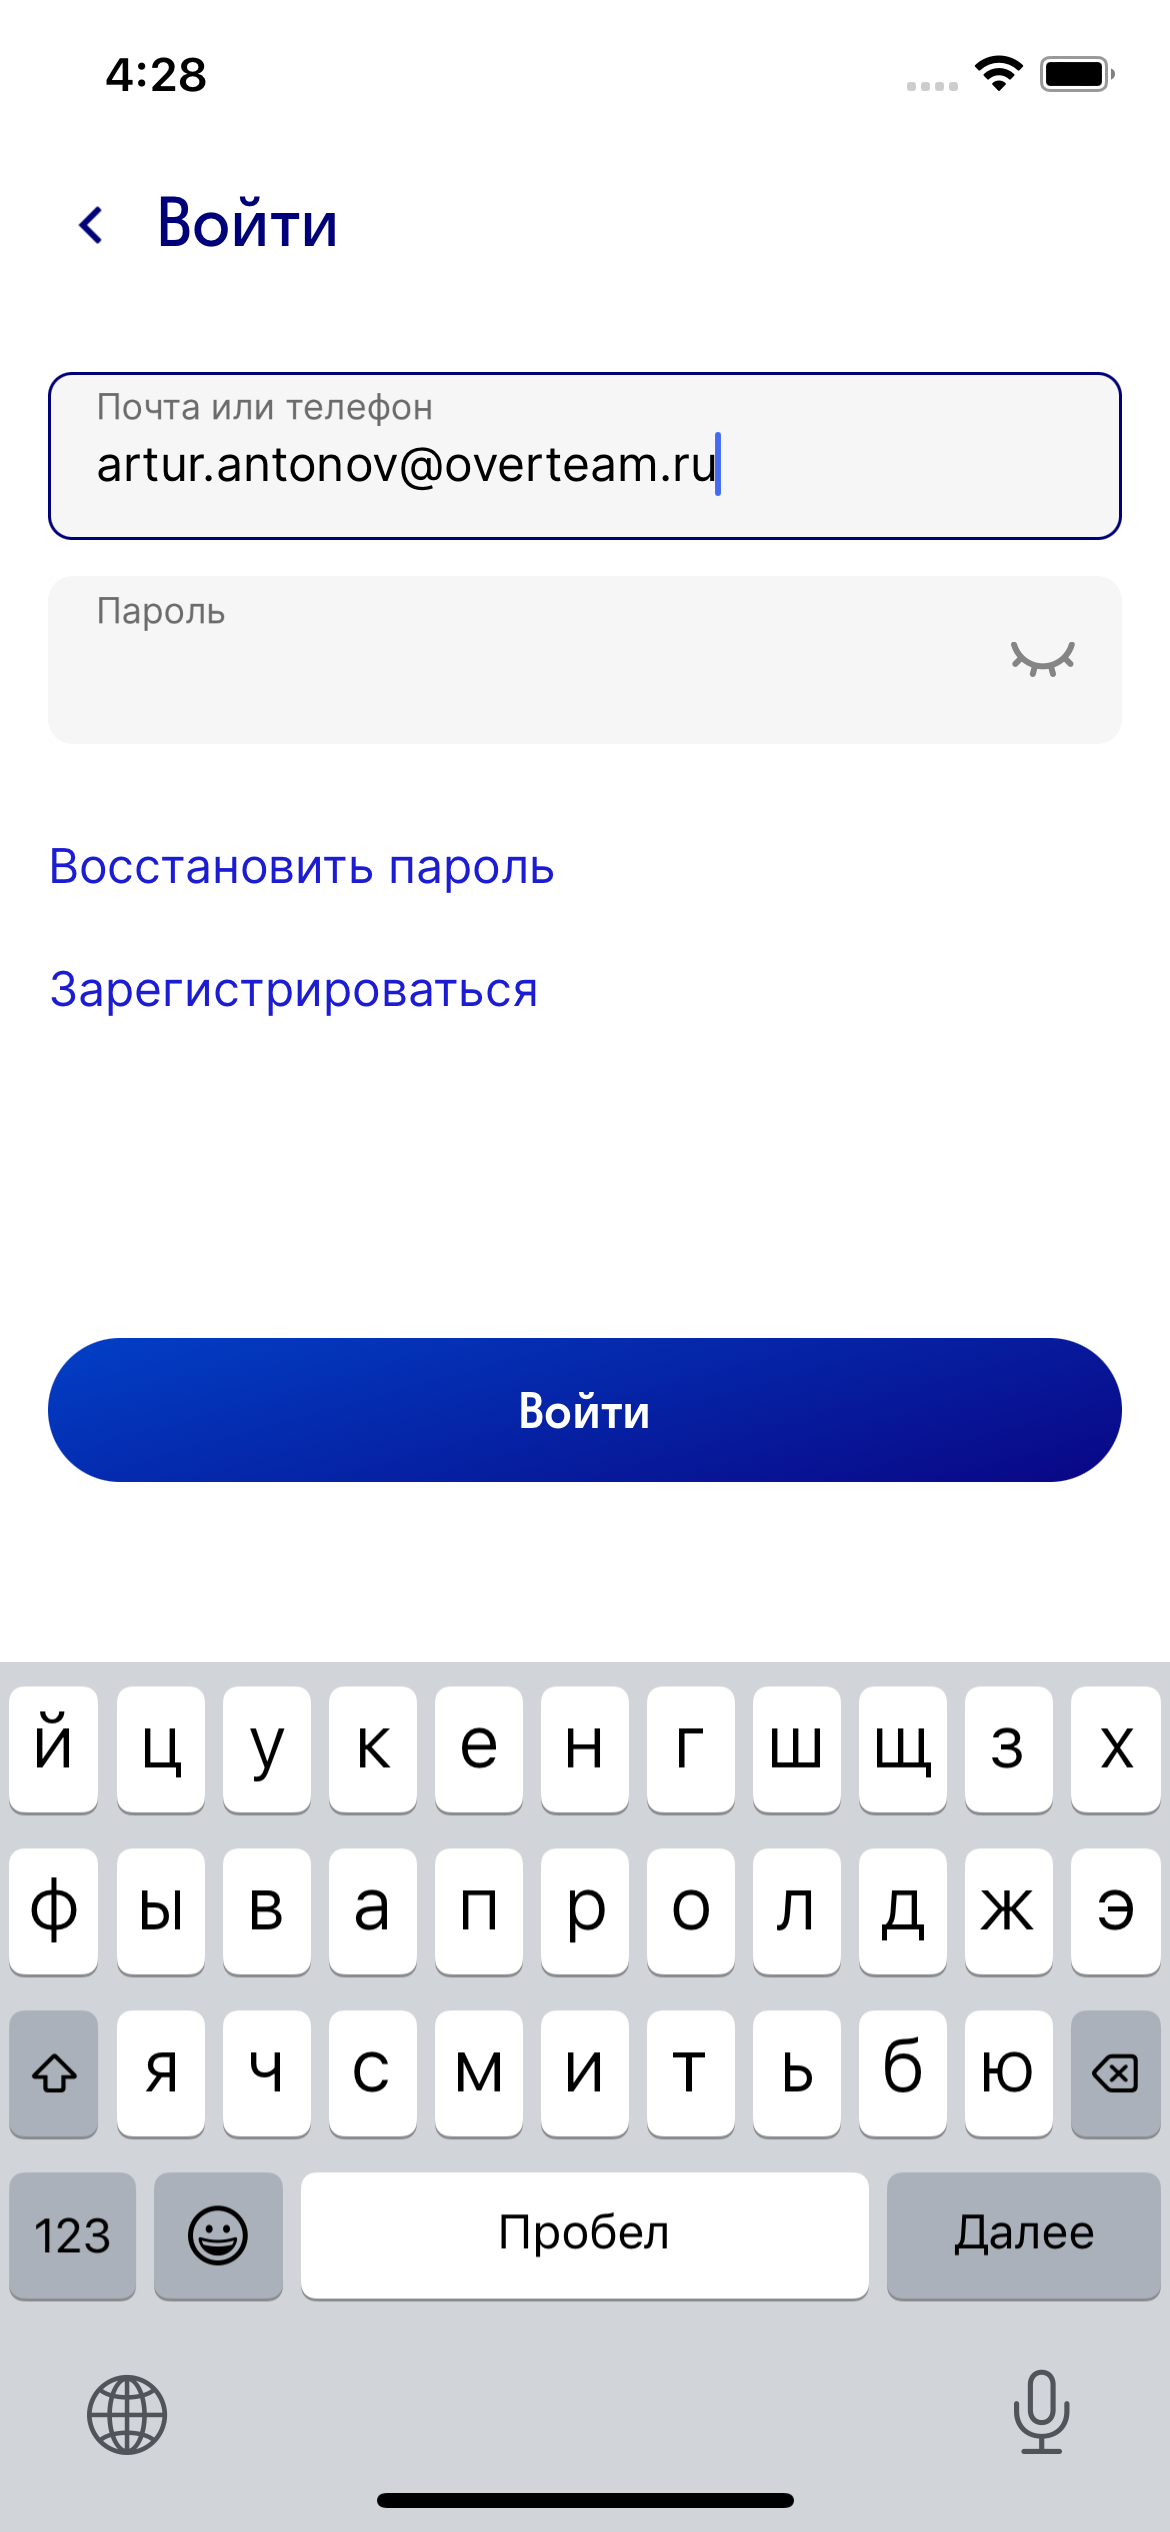 4:28
Войти
Почта или телефон
artur.antonov@overteam.ru
Пароль
Восстановить пароль
Зарегистрироваться
Войти
й ц у к е н г ш щ з х
ф ы в а п р о л д ж э
я ч с м и т ь б ю
123 Пробел Далее